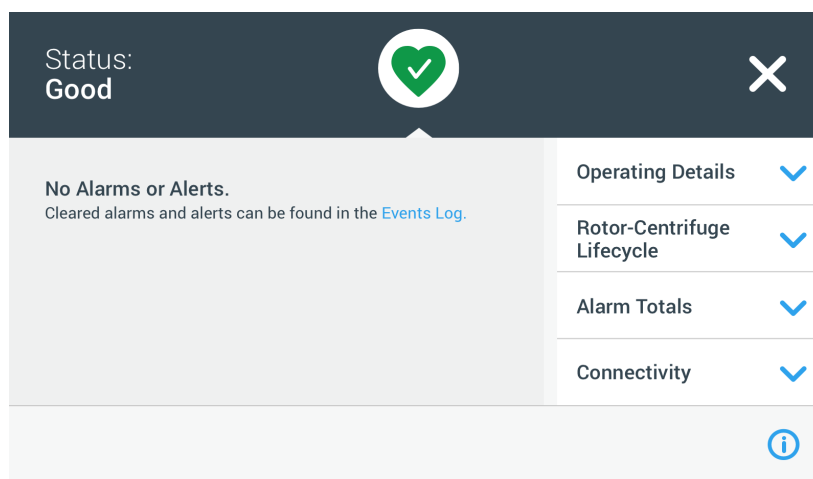 Status:
Good
No Alarms or Alerts.
Cleared alarms and alerts can be found in the Events Log.
Operating Details
Rotor-Centrifuge
Lifecycle
Alarm Totals
Connectivity